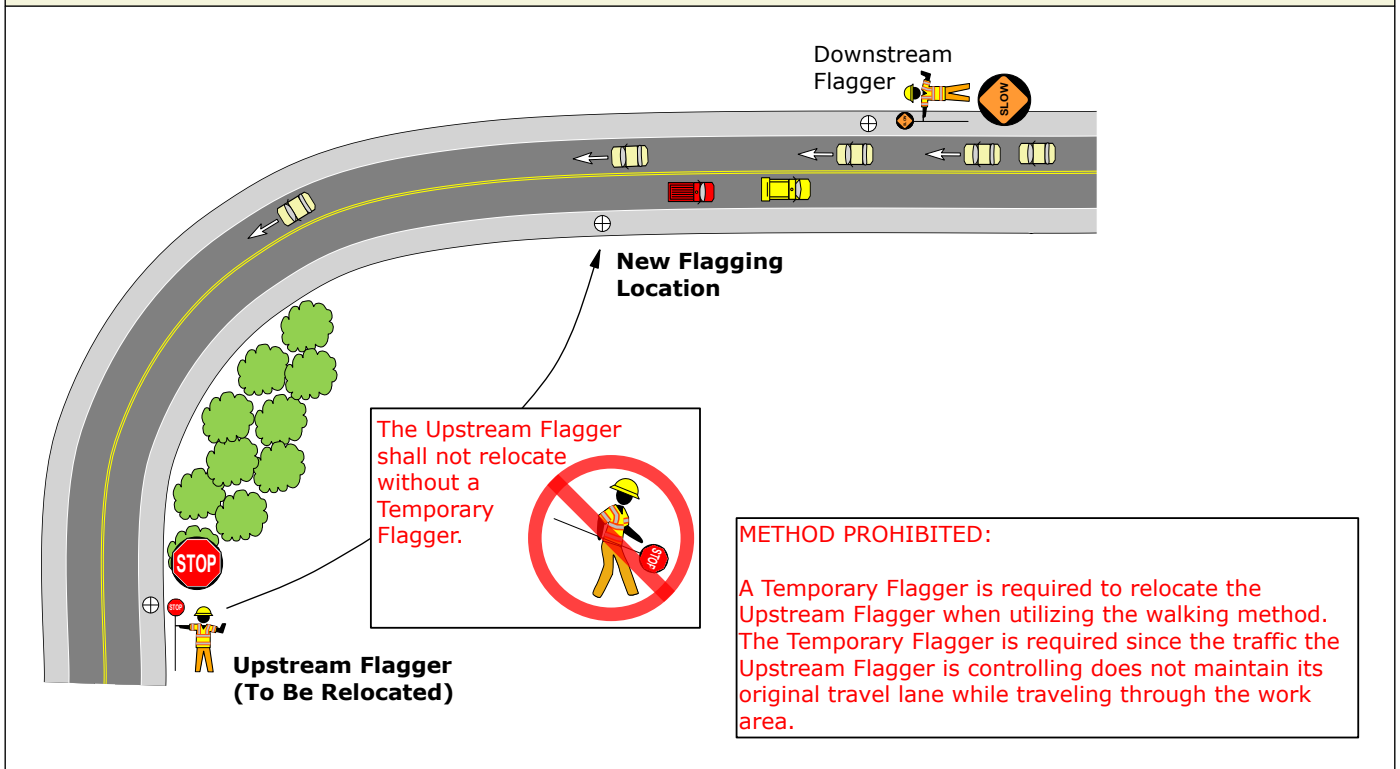 Downstream
Flagger
SLOW
SLOW
New Flagging
Location
The Upstream Flagger
shall not relocate
without a
Temporary
Flagger.
STOP
STOP
STOP
Upstream Flagger
(To Be Relocated)
METHOD PROHIBITED:
A Temporary Flagger is required to relocate the
Upstream Flagger when utilizing the walking method.
The Temporary Flagger is required since the traffic the
Upstream Flagger is controlling does not maintain its
original travel lane while traveling through the work
area.